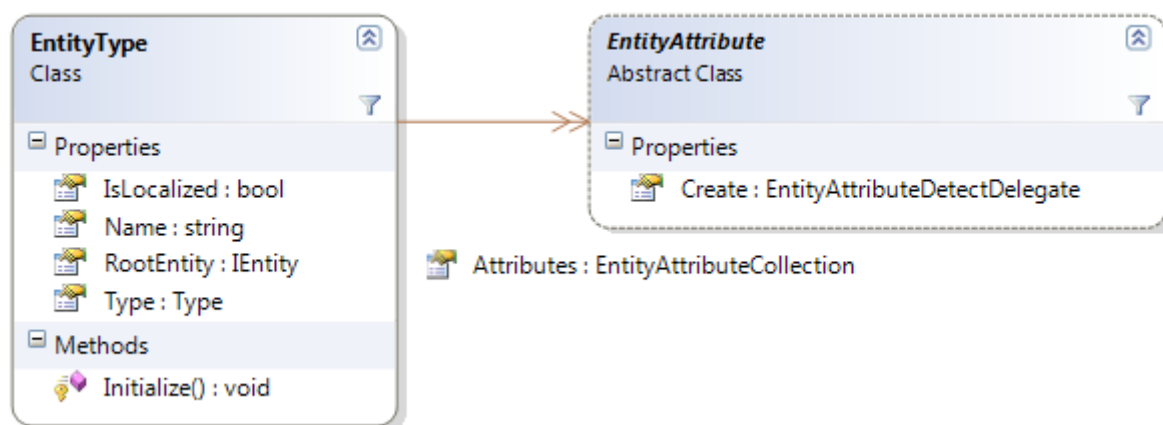 EntityType
Class
Properties
IsLocalized : bool
Name : string
RootEntity : IEntity
Type : Type
Methods
Initialize() : void
EntityAttribute
Abstract Class
Properties
Create : EntityAttributeDetectDelegate
Attributes : EntityAttributeCollection